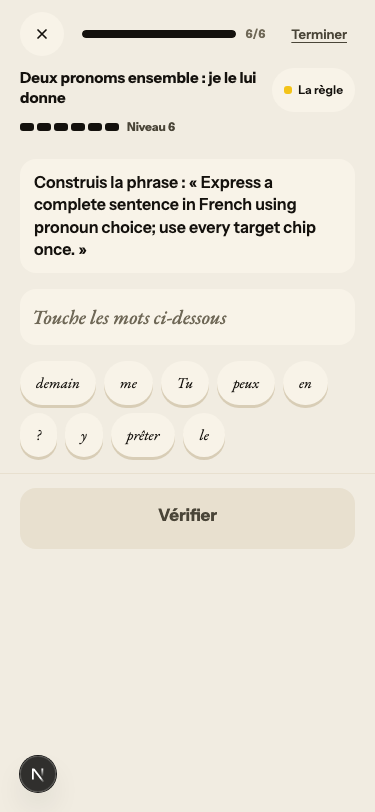 ✕ 6/6 Terminer
Deux pronoms ensemble : je le lui
donne
La règle
Niveau 6
Construis la phrase : « Express a
complete sentence in French using
pronoun choice; use every target chip
once. »
Touche les mots ci-dessous
demain me Tu peux en
? y prêter le
Vérifier
N